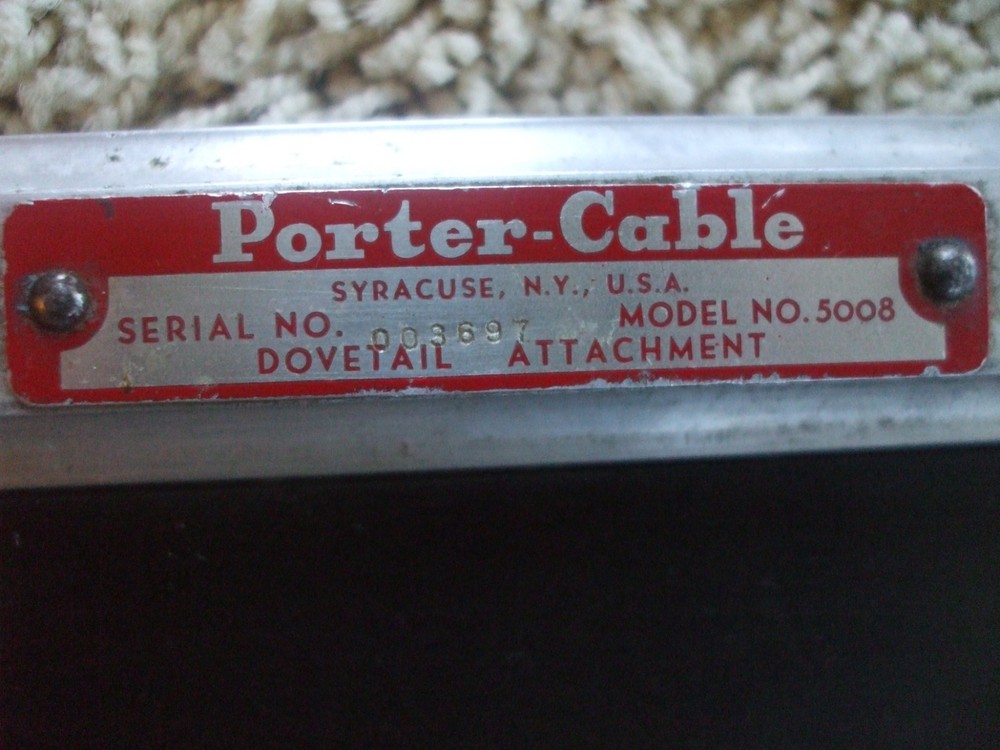 Porter-Cable
SYRACUSE, N.Y., U.S.A.
SERIAL NO. 003697 MODEL NO. 5008
DOVETAIL ATTACHMENT